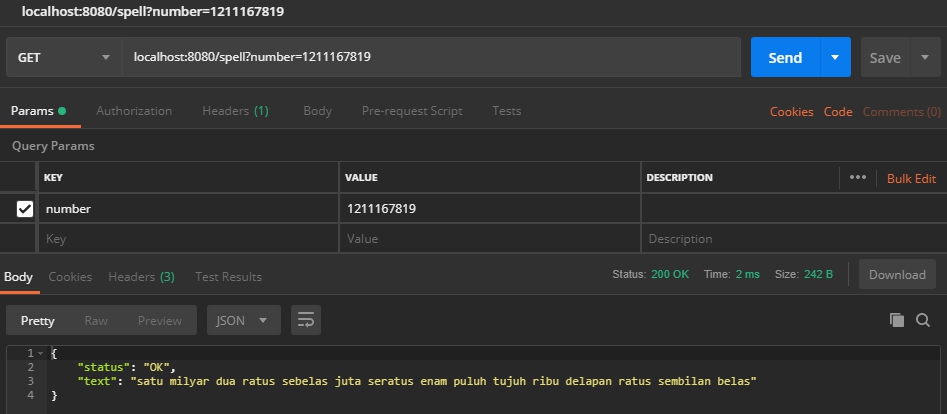 localhost:8080/spell?number=1211167819
GET localhost:8080/spell?number=1211167819 Send Save
Params Authorization Headers (1) Body Pre-request Script Tests Cookies Code Comments (0)
Query Params
KEY VALUE DESCRIPTION ••• Bulk Edit
number 1211167819
Key Value Description
Body Cookies Headers (3) Test Results Status: 200 OK Time: 2 ms Size: 242 B Download
Pretty Raw Preview JSON
1 {
2 "status": "OK",
3 "text": "satu milyar dua ratus sebelas juta seratus enam puluh tujuh ribu delapan ratus sembilan belas"
4 }